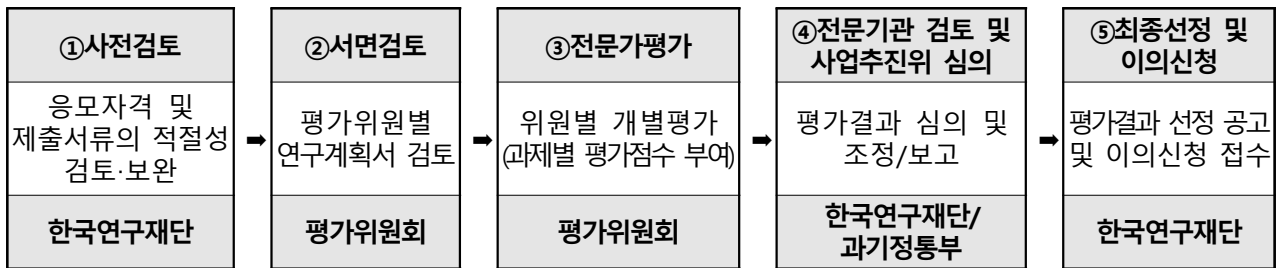 ①사전검토
응모자격 및
제출서류의 적절성
검토·보완
한국연구재단
➡
②서면검토
평가위원별
연구계획서 검토
평가위원회
➡
③전문가평가
위원별 개별평가
(과제별 평가점수 부여)
평가위원회
➡
④전문기관 검토 및
사업추진위 심의
평가결과 심의 및
조정/보고
한국연구재단/
과기정통부
➡
⑤최종선정 및
이의신청
평가결과 선정 공고
및 이의신청 접수
한국연구재단